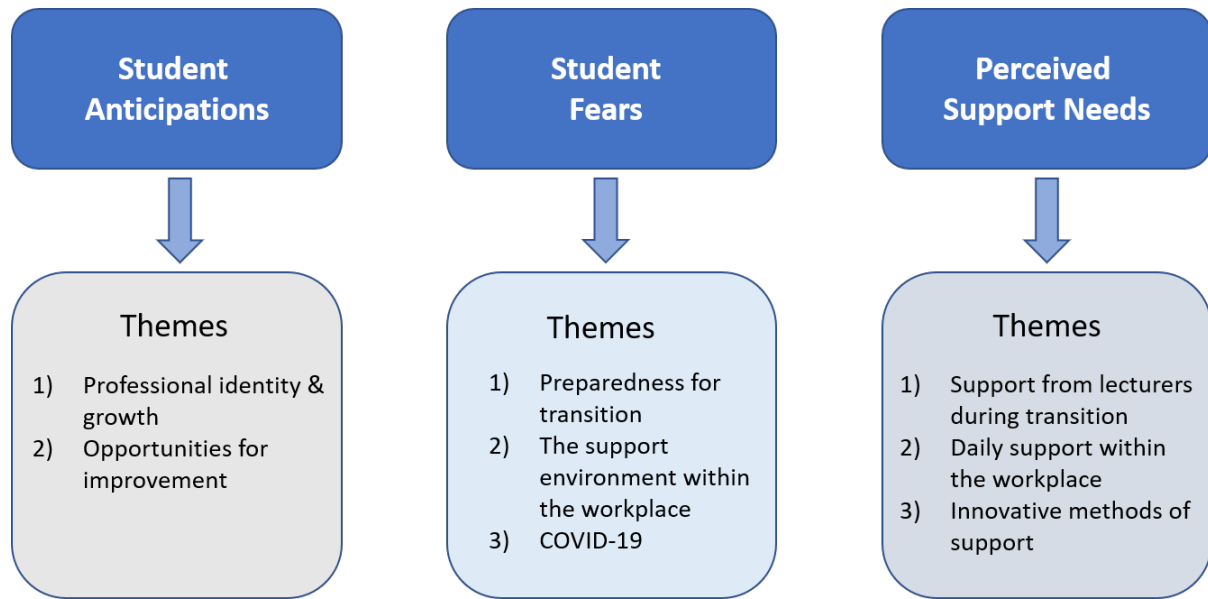 Student
Anticipations
Student
Fears
Perceived
Support Needs
Themes
1) Professional identity &
growth
2) Opportunities for
improvement
Themes
1) Preparedness for
transition
2) The support
environment within
the workplace
3) COVID-19
Themes
1) Support from lecturers
during transition
2) Daily support within
the workplace
3) Innovative methods of
support